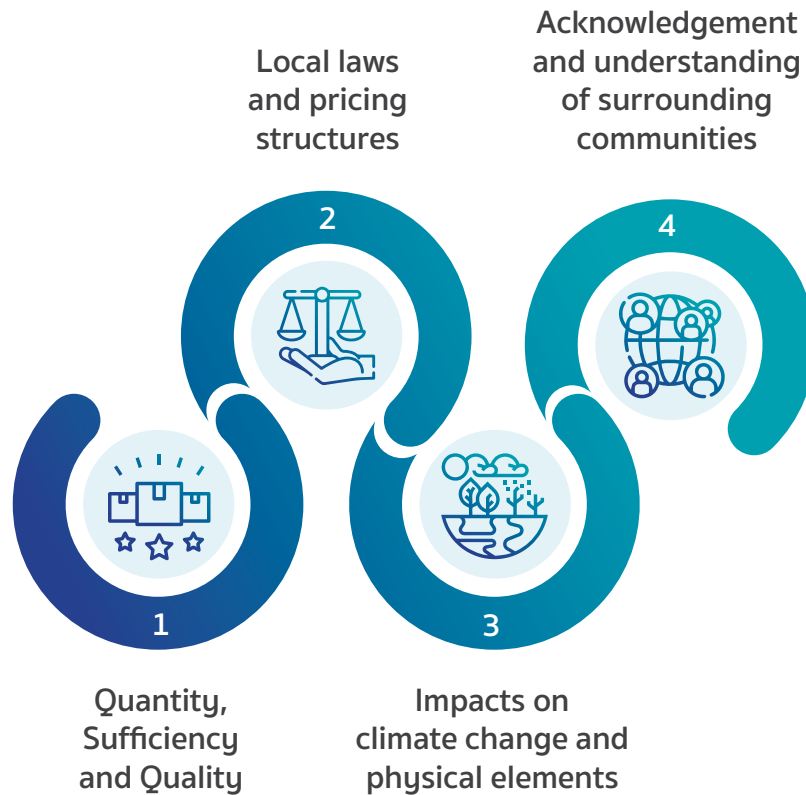 1
Quantity,
Sufficiency
and Quality
2
Local laws
and pricing
structures
3
Impacts on
climate change and
physical elements
4
Acknowledgement
and understanding
of surrounding
communities